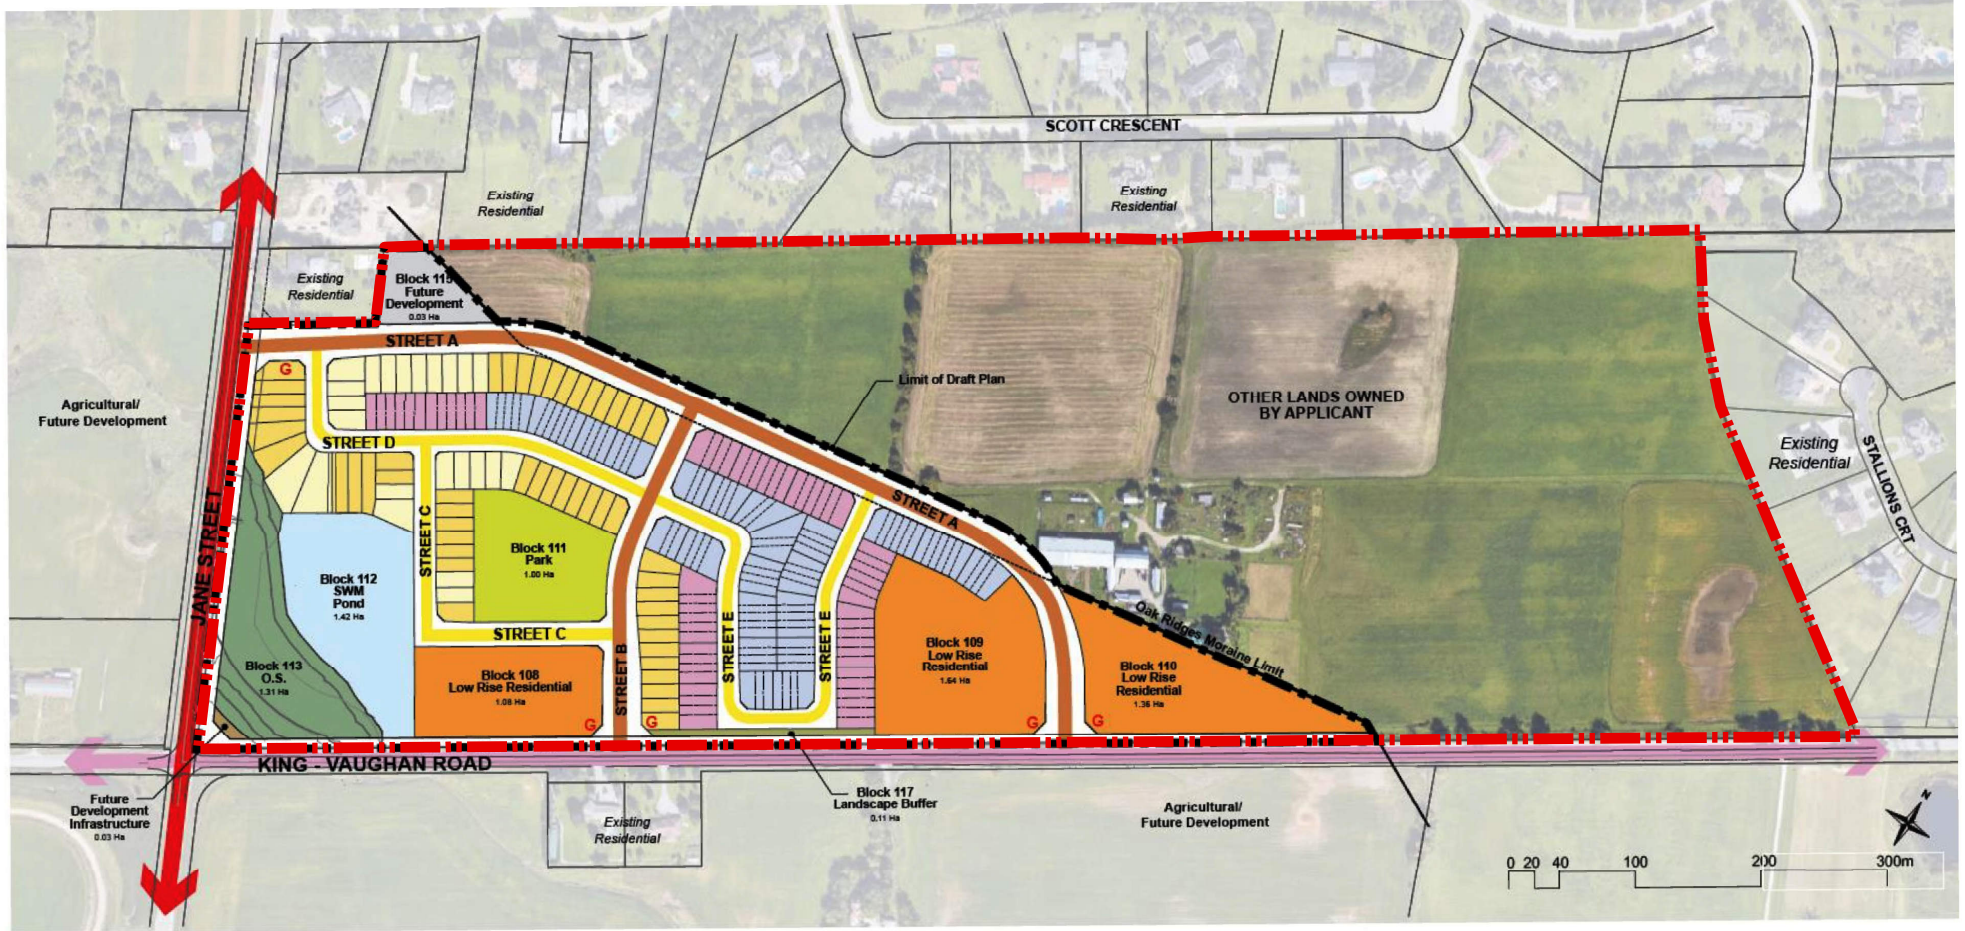 SCOTT CRESCENT
Existing
Residential
Existing
Residential
Existing
Residential
Block 115
Future
Development
0.03 Ha
STREET A
G
Limit of Draft Plan
OTHER LANDS OWNED
BY APPLICANT
Agricultural/
Future Development
STREET D
Existing
Residential
STALLIONS CRT
STREET A
STREET C
Block 111
Park
1.00 Ha
JANE STREET
Block 112
SWM
Pond
1.42 Ha
Oak Ridges Moraine Limit
STREET C
STREET E
STREET E
Block 109
Low Rise
Residential
1.64 Ha
Block 113
O.S.
1.31 Ha
Block 108
Low Rise Residential
1.08 Ha
STREET B
Block 110
Low Rise
Residential
1.36 Ha
G
G
G
G
KING - VAUGHAN ROAD
Future
Development
Infrastructure
0.03 Ha
Block 117
Landscape Buffer
0.11 Ha
Existing
Residential
Agricultural/
Future Development
N
0 20 40 100 200 300m